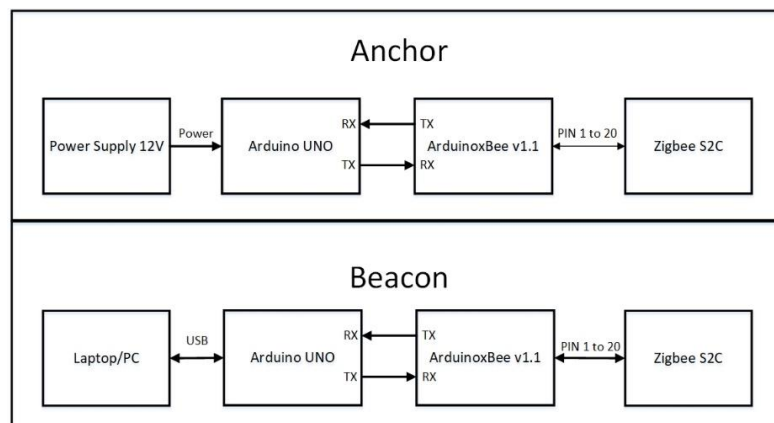 Anchor
Power Supply 12V
Power
Arduino UNO
RX
TX
TX
RX
ArduinoxBee v1.1
PIN 1 to 20
Zigbee S2C
Beacon
Laptop/PC
USB
Arduino UNO
RX
TX
TX
RX
ArduinoxBee v1.1
PIN 1 to 20
Zigbee S2C